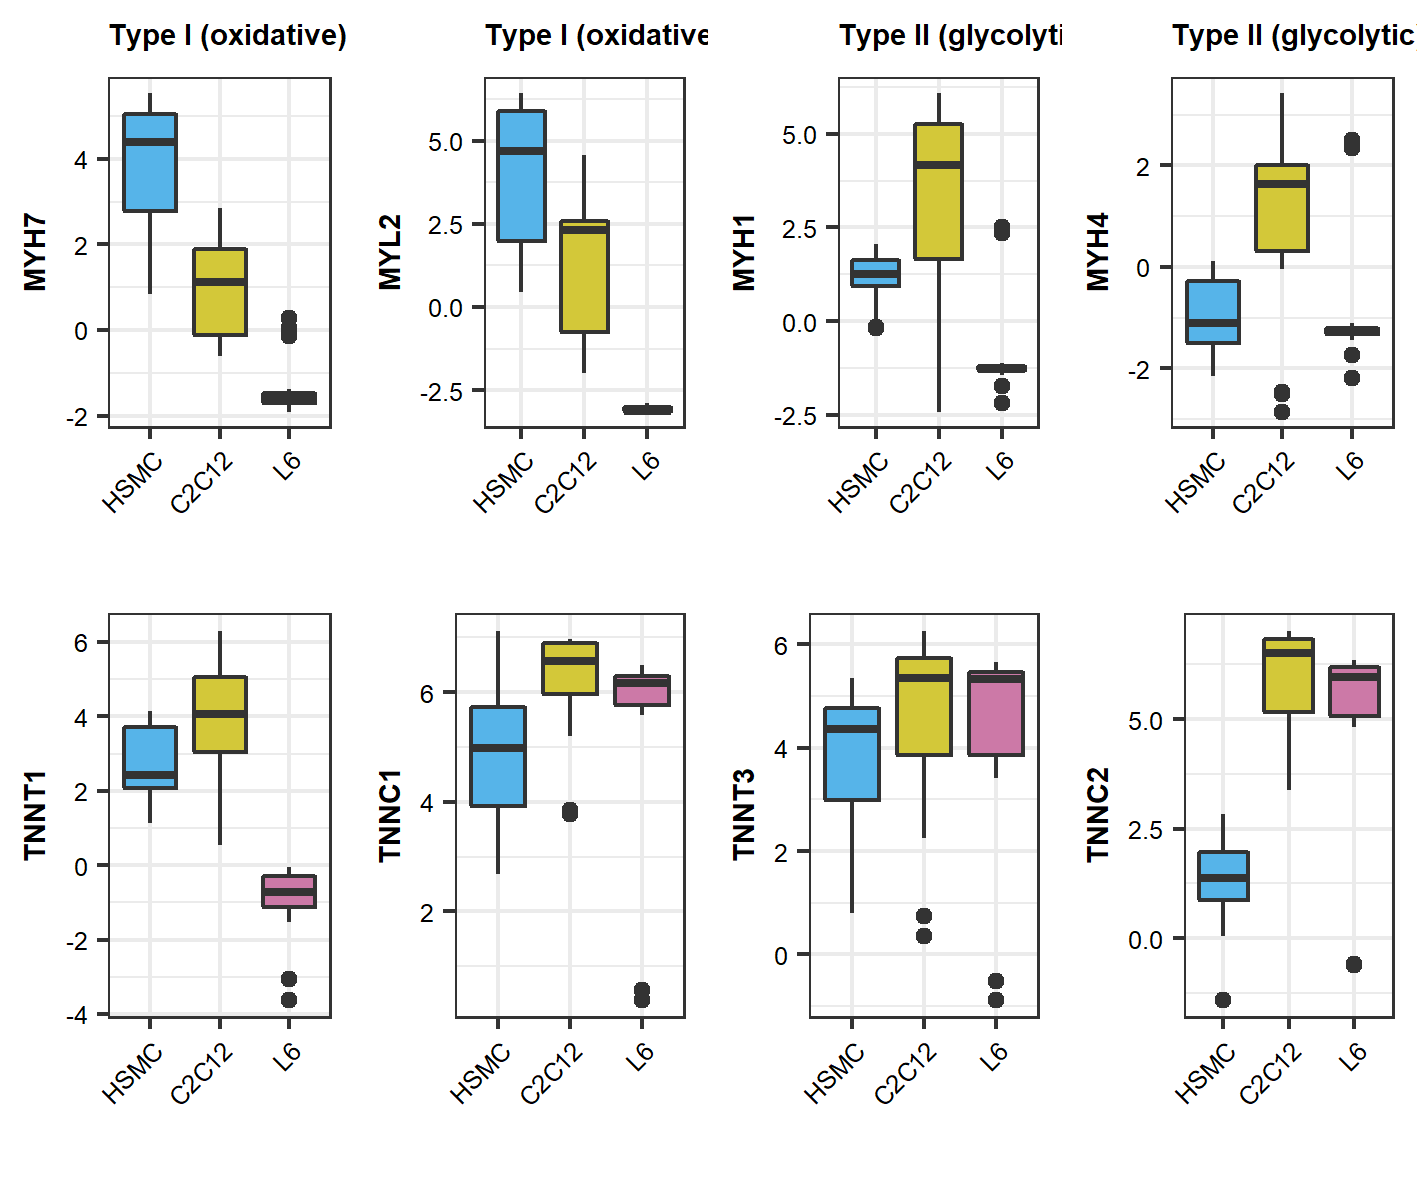 Type I (oxidative)
Type I (oxidative
Type II (glycolyti
Type II (glycolytic
MYH7
4
2
0
-2
HSMC
C2C12
L6
MYL2
5.0
2.5
0.0
-2.5
HSMC
C2C12
L6
MYH1
5.0
2.5
0.0
-2.5
HSMC
C2C12
L6
MYH4
2
0
-2
HSMC
C2C12
L6
TNNT1
6
4
2
0
-2
-4
HSMC
C2C12
L6
TNNC1
6
4
2
HSMC
C2C12
L6
TNNT3
6
4
2
0
HSMC
C2C12
L6
TNNC2
5.0
2.5
0.0
HSMC
C2C12
L6